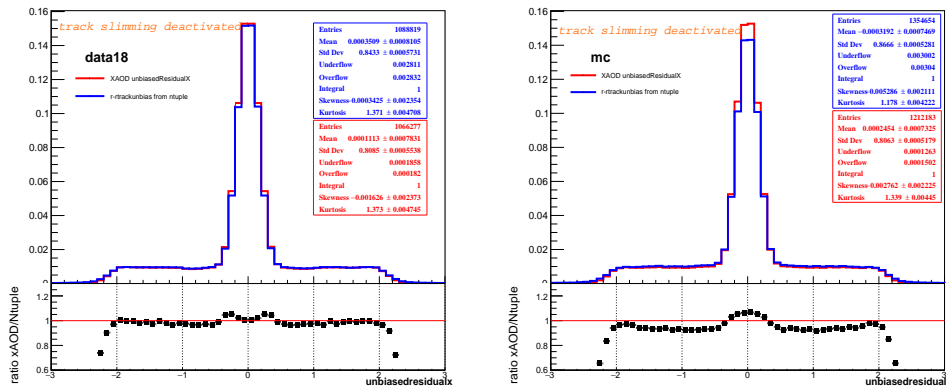 track slimming deactivated
data18
XAOD unbiasedResidualX
r-rtrackunbias from ntuple
Entries 1088819
Mean 0.0003509 ± 0.0008105
Std Dev 0.8433 ± 0.0005731
Underflow 0.002811
Overflow 0.002832
Integral 1
Skewness-0.0003425 ± 0.002354
Kurtosis 1.371 ± 0.004708
Entries 1066277
Mean 0.0001113 ± 0.0007831
Std Dev 0.8085 ± 0.0005538
Underflow 0.0001858
Overflow 0.000182
Integral 1
Skewness −0.001626 ± 0.002373
Kurtosis 1.373 ± 0.004745
0.16
0.14
0.12
0.1
0.08
0.06
0.04
0.02
0
ratio xAOD/Ntuple
1.2
1
0.8
0.6
−3 −2 −1 0 1 2 3
unbiasedresidualx
track slimming deactivated
mc
XAOD unbiasedResidualX
r-rtrackunbias from ntuple
Entries 1354654
Mean −0.0003192 ± 0.0007469
Std Dev 0.8666 ± 0.0005281
Underflow 0.003002
Overflow 0.00304
Integral 1
Skewness-0.005286 ± 0.002111
Kurtosis 1.178 ± 0.004222
Entries 1212183
Mean 0.0002454 ± 0.0007325
Std Dev 0.8063 ± 0.0005179
Underflow 0.0001263
Overflow 0.0001502
Integral 1
Skewness −0.002762 ± 0.002225
Kurtosis 1.339 ± 0.00445
0.16
0.14
0.12
0.1
0.08
0.06
0.04
0.02
0
ratio xAOD/Ntuple
1.2
1
0.8
0.6
−3 −2 −1 0 1 2 3
unbiasedresidualx